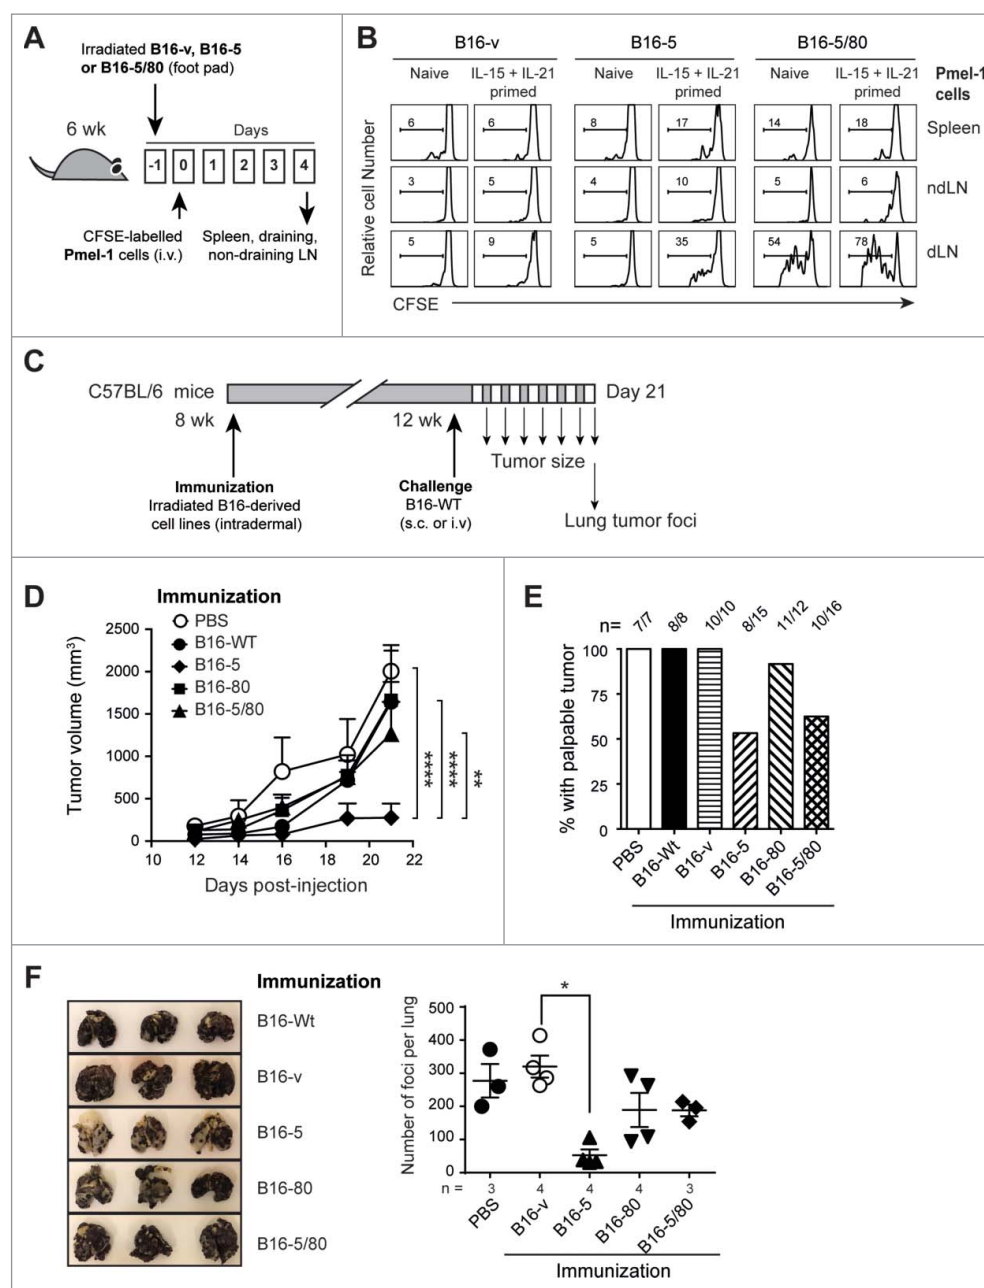 A
Irradiated B16-v, B16-5
or B16-5/80 (foot pad)
6 wk
Days
-1 0 1 2 3 4
CFSE-labelled
Pmel-1 cells (i.v.)
Spleen, draining,
non-draining LN
B
B16-v B16-5 B16-5/80
Naive IL-15 + IL-21 primed Naive IL-15 + IL-21 primed Naive IL-15 + IL-21 primed
Pmel-1
cells
Relative cell Number
6 6 8 17 14 18 Spleen
3 5 4 10 5 6 ndLN
5 9 5 35 54 78 dLN
CFSE
C
C57BL/6 mice
Day 21
8 wk
12 wk
Immunization
Irradiated B16-derived
cell lines (intradermal)
Challenge
B16-WT
(s.c. or i.v)
Tumor size
Lung tumor foci
D
Immunization
PBS
B16-WT
B16-5
B16-80
B16-5/80
Tumor volume (mm³)
2500
2000
1500
1000
500
0
10 12 14 16 18 20 22
Days post-injection
****
****
**
E
n= 7/7 8/8 10/10 8/15 11/12 10/16
% with palpable tumor
100
75
50
25
0
PBS B16-Wt B16-v B16-5 B16-80 B16-5/80
Immunization
F
Immunization
B16-Wt
B16-v
B16-5
B16-80
B16-5/80
Number of foci per lung
500
400
300
200
100
0
*
n = 3 4 4 4 3
PBS B16-v B16-5 B16-80 B16-5/80
Immunization